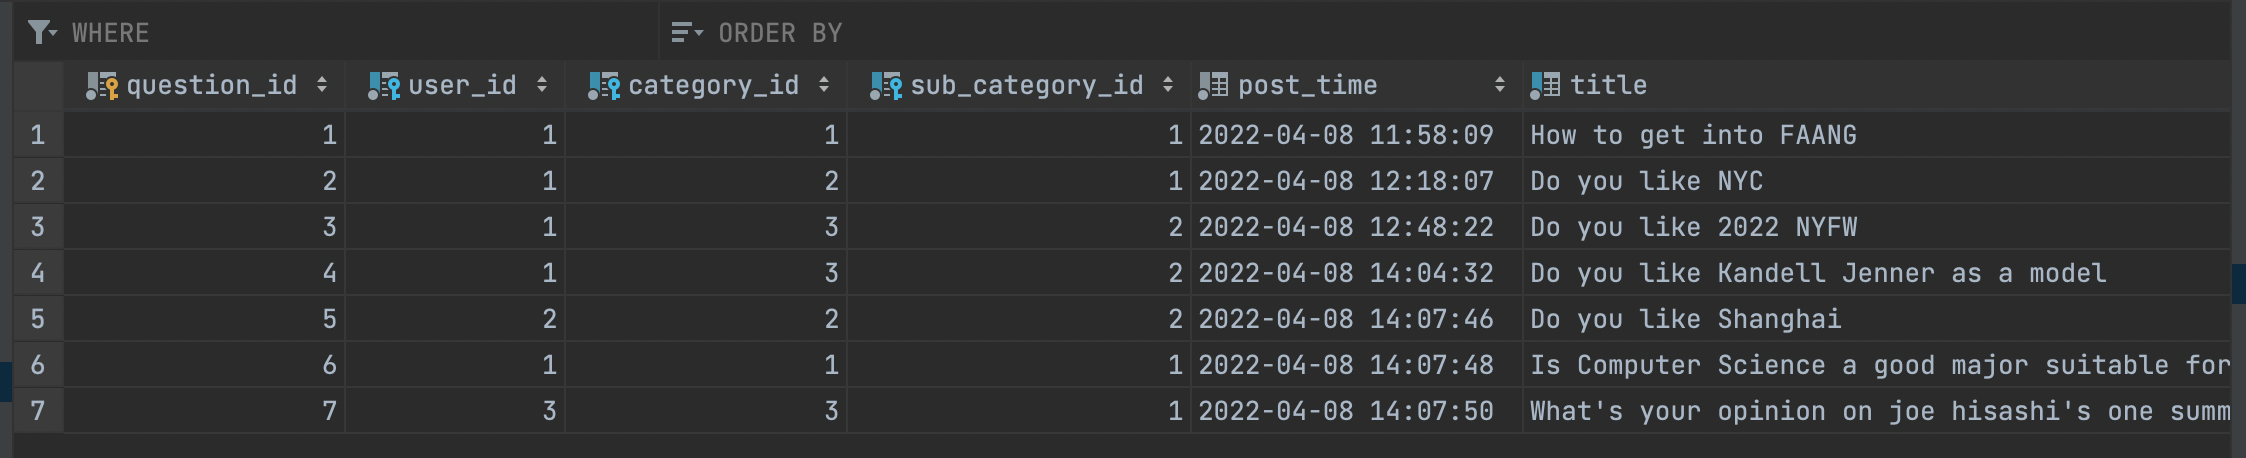 WHERE ORDER BY
question_id user_id category_id sub_category_id post_time title
1 1 1 1 1 2022-04-08 11:58:09 How to get into FAANG
2 2 1 2 1 2022-04-08 12:18:07 Do you like NYC
3 3 1 3 2 2022-04-08 12:48:22 Do you like 2022 NYFW
4 4 1 3 2 2022-04-08 14:04:32 Do you like Kandell Jenner as a model
5 5 2 2 2 2022-04-08 14:07:46 Do you like Shanghai
6 6 1 1 1 2022-04-08 14:07:48 Is Computer Science a good major suitable for
7 7 3 3 1 2022-04-08 14:07:50 What's your opinion on joe hisashi's one summ